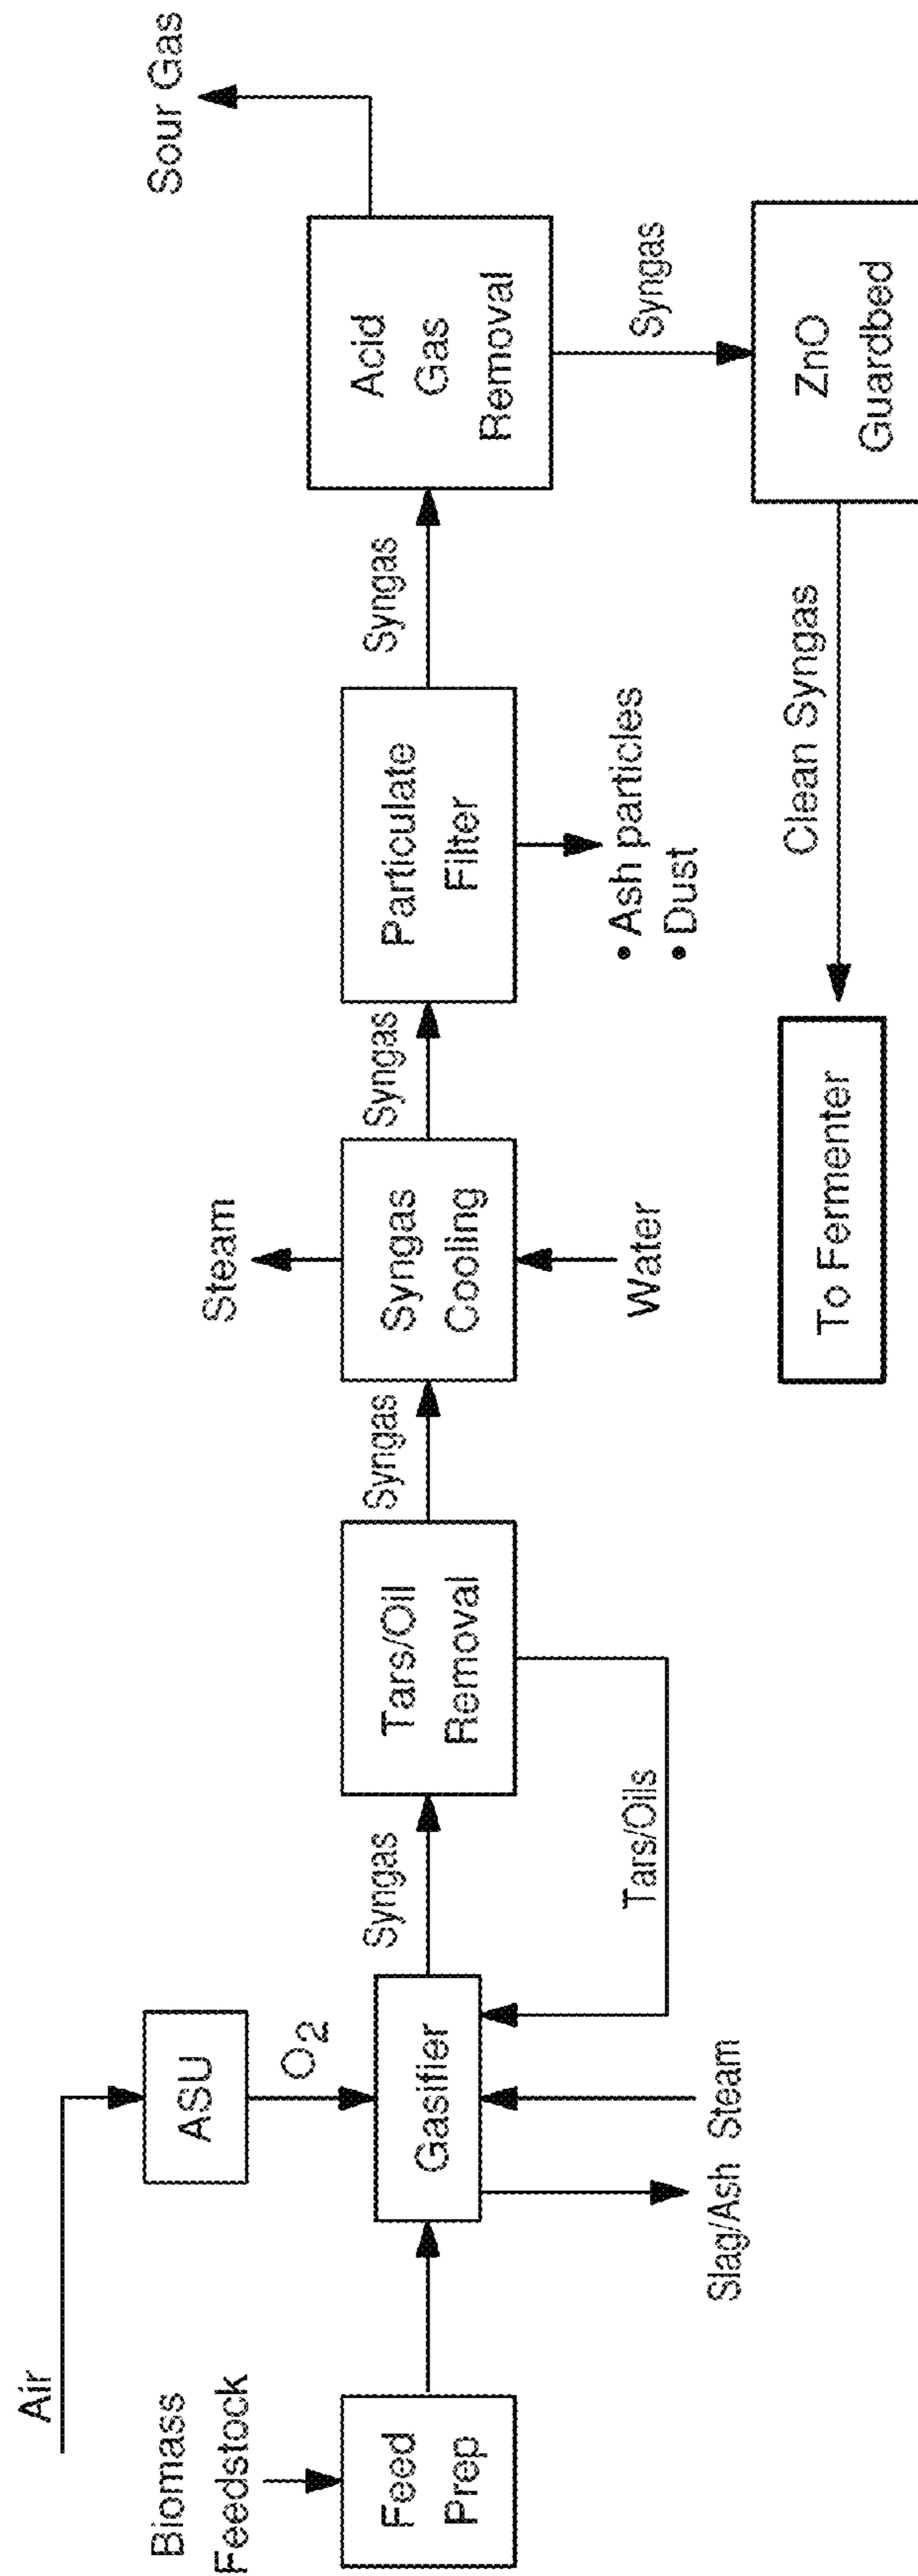 Air
Biomass
Feedstock
Feed
Prep
ASU
O2
Gasifier
Slag/Ash
Steam
Syngas
Tars/Oils
Tars/Oil
Removal
Syngas
Steam
Syngas
Cooling
Water
Syngas
Particulate
Filter
• Ash particles
• Dust
Syngas
Acid
Gas
Removal
Sour Gas
Syngas
ZnO
Guardbed
Clean Syngas
To Fermenter